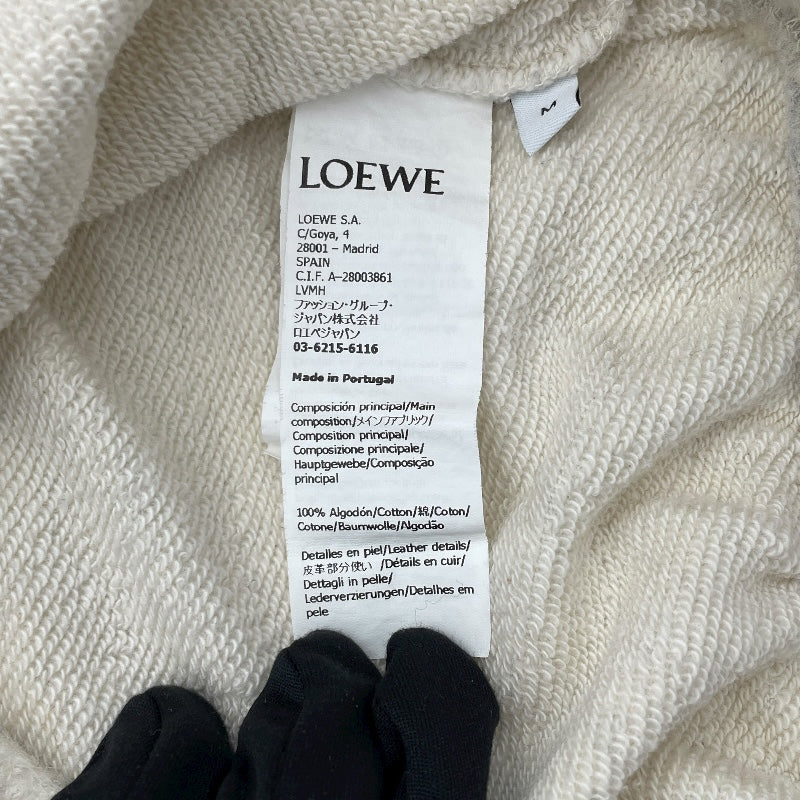 M
LOEWE
LOEWE S.A.
C/Goya, 4
28001 – Madrid
SPAIN
C.I.F. A-28003861
LVMH
ファッション・グループ・
ジャパン株式会社
ロエベジャパン
03-6215-6116
Made in Portugal
Composición principal/Main
composition/メインファブリック/
Composition principal/
Composizione principale/
Hauptgewebe/Composição
principal
100% Algodón/Cotton/綿/Coton/
Cotone/Baumwolle/Algodão
Detalles en piel/Leather details/
皮革部分使い /Détails en cuir/
Dettagli in pelle/
Lederverzierungen/Detalhes em
pele